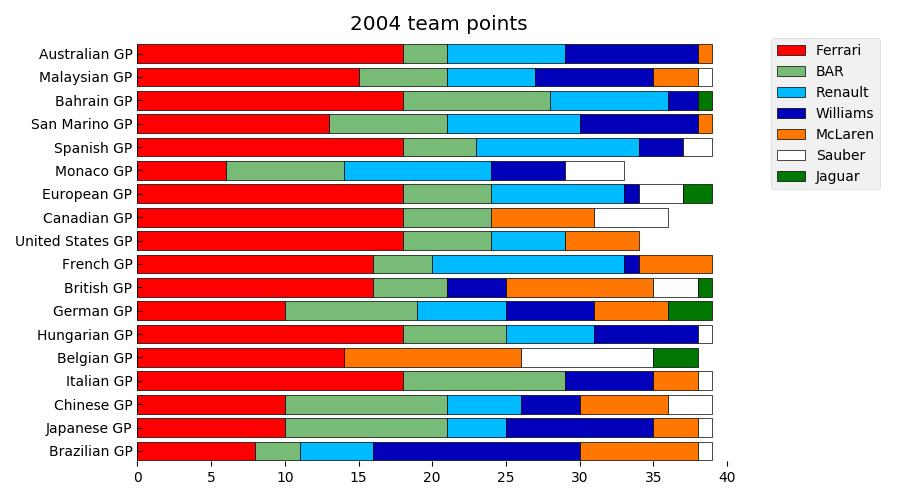 2004 team points
Australian GP
Malaysian GP
Bahrain GP
San Marino GP
Spanish GP
Monaco GP
European GP
Canadian GP
United States GP
French GP
British GP
German GP
Hungarian GP
Belgian GP
Italian GP
Chinese GP
Japanese GP
Brazilian GP
0 5 10 15 20 25 30 35 40
Ferrari
BAR
Renault
Williams
McLaren
Sauber
Jaguar